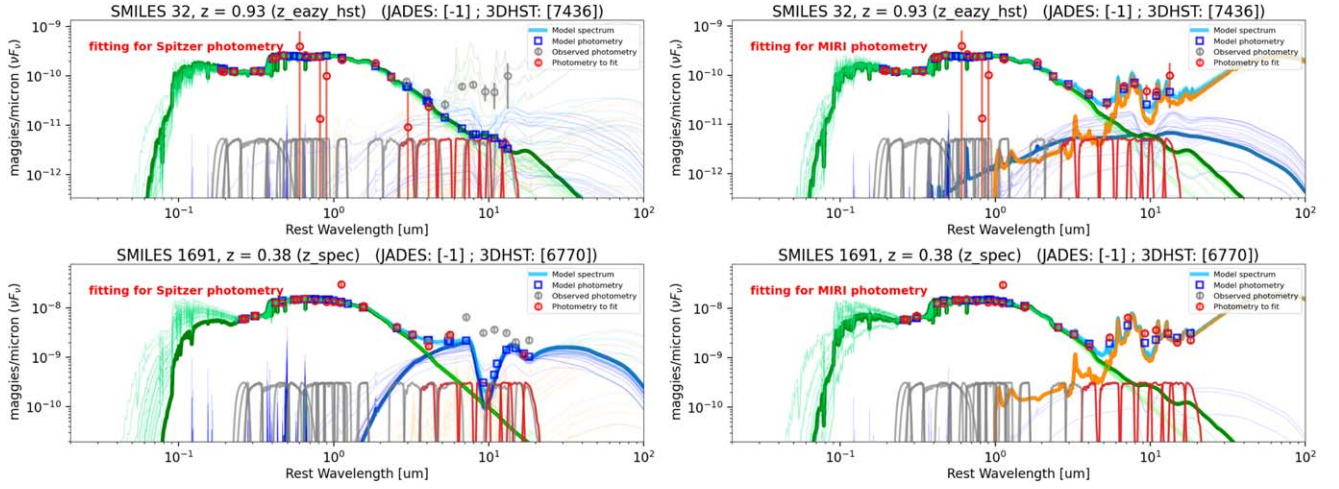 SMILES 32, z = 0.93 (z_eazy_hst) (JADES: [-1] ; 3DHST: [7436])
maggies/micron (νFν)
10⁻⁹
10⁻¹⁰
10⁻¹¹
10⁻¹²
fitting for Spitzer photometry
Model spectrum
Model photometry
Observed photometry
Photometry to fit
10⁻¹ 10⁰ 10¹ 10²
Rest Wavelength [um]
SMILES 32, z = 0.93 (z_eazy_hst) (JADES: [-1] ; 3DHST: [7436])
maggies/micron (νFν)
10⁻⁹
10⁻¹⁰
10⁻¹¹
10⁻¹²
fitting for MIRI photometry
Model spectrum
Model photometry
Observed photometry
Photometry to fit
10⁻¹ 10⁰ 10¹ 10²
Rest Wavelength [um]
SMILES 1691, z = 0.38 (z_spec) (JADES: [-1] ; 3DHST: [6770])
maggies/micron (νFν)
10⁻⁸
10⁻⁹
10⁻¹⁰
fitting for Spitzer photometry
Model spectrum
Model photometry
Observed photometry
Photometry to fit
10⁻¹ 10⁰ 10¹ 10²
Rest Wavelength [um]
SMILES 1691, z = 0.38 (z_spec) (JADES: [-1] ; 3DHST: [6770])
maggies/micron (νFν)
10⁻⁸
10⁻⁹
10⁻¹⁰
fitting for MIRI photometry
Model spectrum
Model photometry
Observed photometry
Photometry to fit
10⁻¹ 10⁰ 10¹ 10²
Rest Wavelength [um]